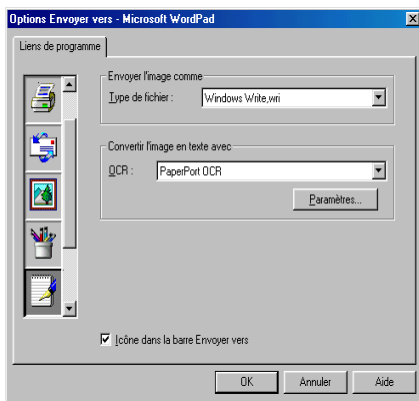 Options Envoyer vers - Microsoft WordPad
Liens de programme
Envoyer l'image comme
Type de fichier : Windows Write,wri
Convertir l'image en texte avec
OCR : PaperPort OCR
Paramètres...
Icône dans la barre Envoyer vers
OK Annuler Aide